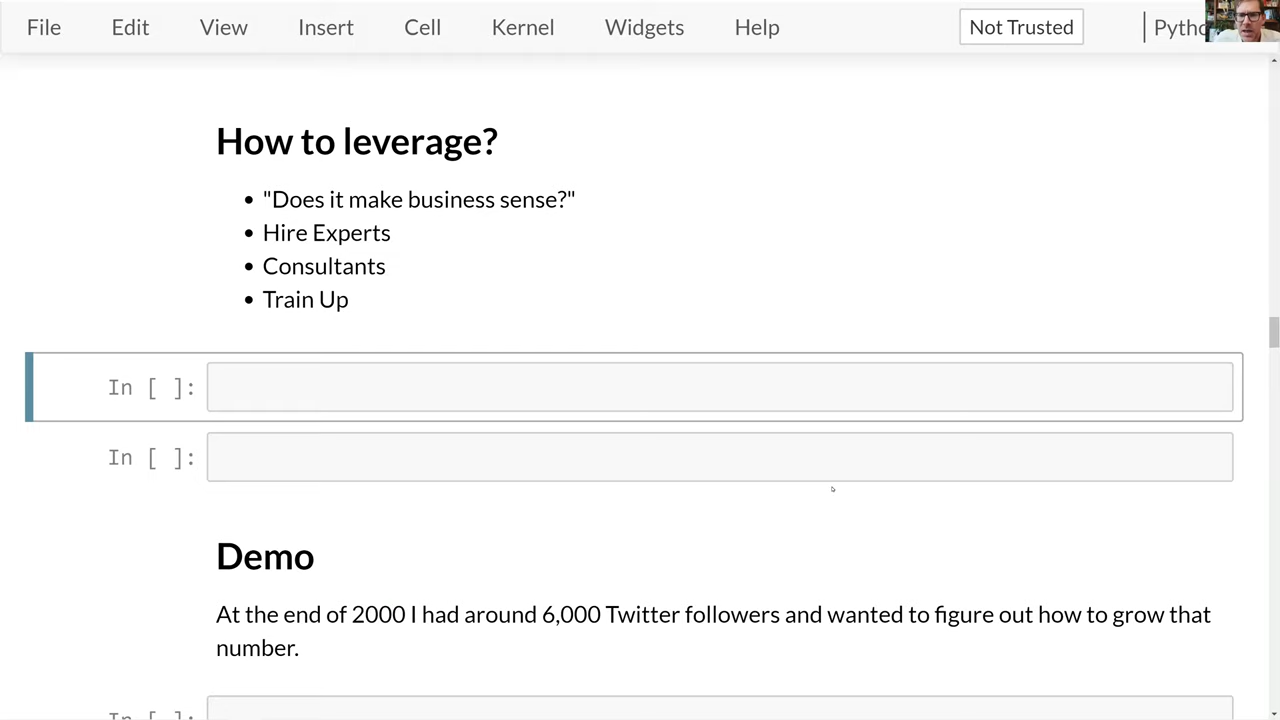 File Edit View Insert Cell Kernel Widgets Help Not Trusted
How to leverage?
• "Does it make business sense?"
• Hire Experts
• Consultants
• Train Up
In [ ]:
In [ ]:
Demo
At the end of 2000 I had around 6,000 Twitter followers and wanted to figure out how to grow that
number.
In [ ]: